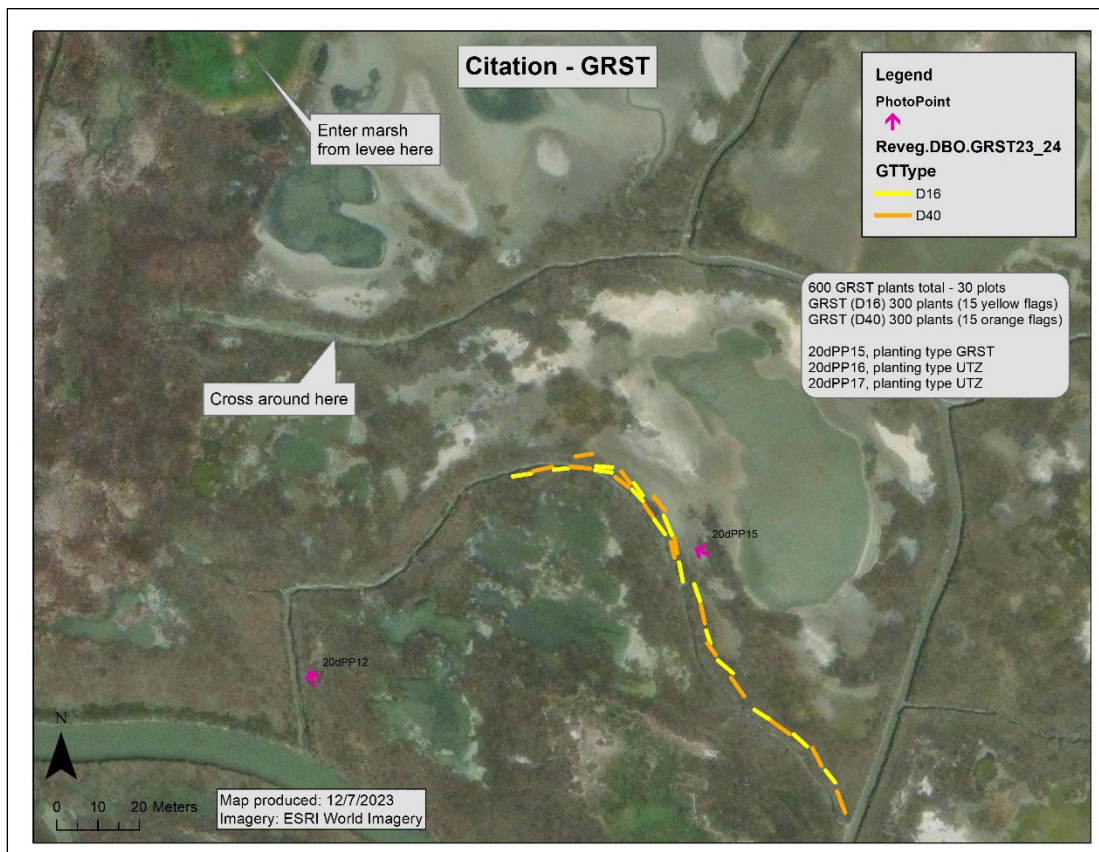 Citation - GRST
Enter marsh
from levee here
Legend
PhotoPoint
Reveg.DBO.GRST23_24
GTType
D16
D40
600 GRST plants total - 30 plots
GRST (D16) 300 plants (15 yellow flags)
GRST (D40) 300 plants (15 orange flags)
20dPP15, planting type GRST
20dPP16, planting type UTZ
20dPP17, planting type UTZ
Cross around here
20dPP15
20dPP12
N
0 10 20 Meters
Map produced: 12/7/2023
Imagery: ESRI World Imagery